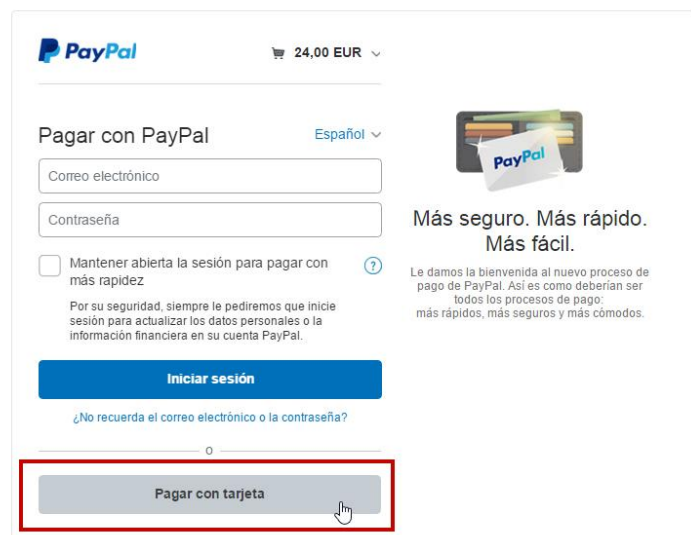 PayPal
24,00 EUR
Pagar con PayPal
Español
Correo electrónico
Contraseña
Mantener abierta la sesión para pagar con
más rapidez
?
Por su seguridad, siempre le pediremos que inicie
sesión para actualizar los datos personales o la
información financiera en su cuenta PayPal.
Iniciar sesión
¿No recuerda el correo electrónico o la contraseña?
o
Pagar con tarjeta
PayPal
Más seguro. Más rápido.
Más fácil.
Le damos la bienvenida al nuevo proceso de
pago de PayPal. Así es como deberían ser
todos los procesos de pago:
más rápidos, más seguros y más cómodos.